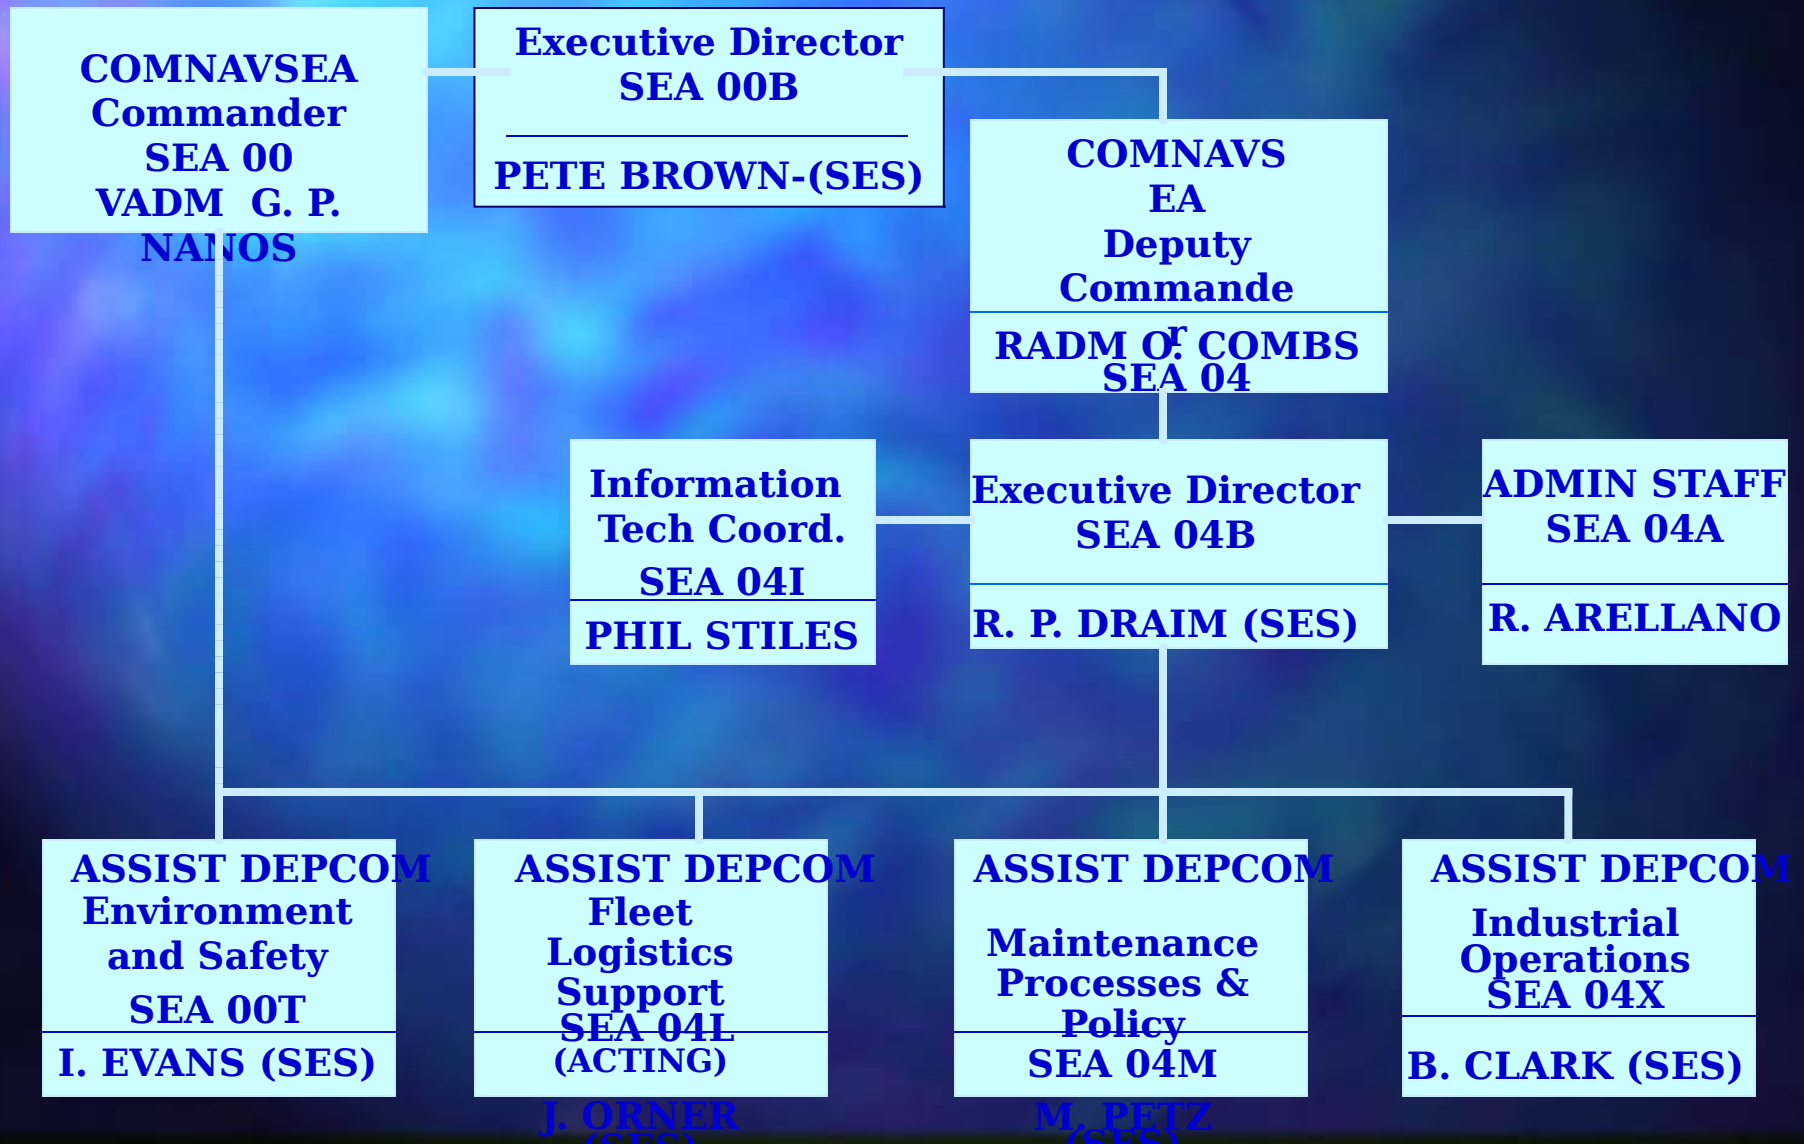 COMNAVSEA
Commander
SEA 00
VADM  G. P.
NANOS
Executive Director
SEA 00B
PETE BROWN-(SES)
COMNAVS
EA
Deputy
Commande
r
SEA 04
RADM O. COMBS
Information
Tech Coord.
SEA 04I
PHIL STILES
Executive Director
SEA 04B
R. P. DRAIM (SES)
ADMIN STAFF
SEA 04A
R. ARELLANO
ASSIST DEPCOM
Environment
and Safety
SEA 00T
I. EVANS (SES)
ASSIST DEPCOM
Fleet
Logistics
Support
SEA 04L
(ACTING)
J. ORNER
(SES)
ASSIST DEPCOM
Maintenance
Processes &
Policy
SEA 04M
M. PETZ
(SES)
ASSIST DEPCOM
Industrial
Operations
SEA 04X
B. CLARK (SES)